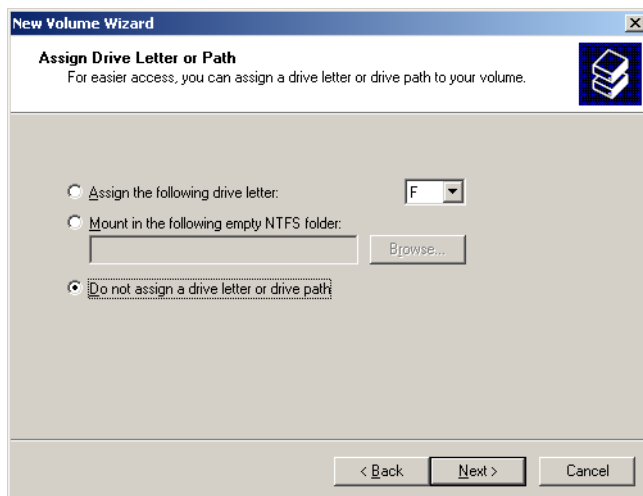 New Volume Wizard
Assign Drive Letter or Path
For easier access, you can assign a drive letter or drive path to your volume.
Assign the following drive letter:
F
Mount in the following empty NTFS folder:
Browse...
Do not assign a drive letter or drive path
< Back
Next >
Cancel